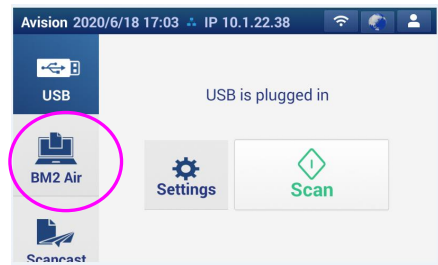 Avision 2020/6/18 17:03 IP 10.1.22.38
USB
USB is plugged in
BM2 Air
Settings
Scan
Scancast